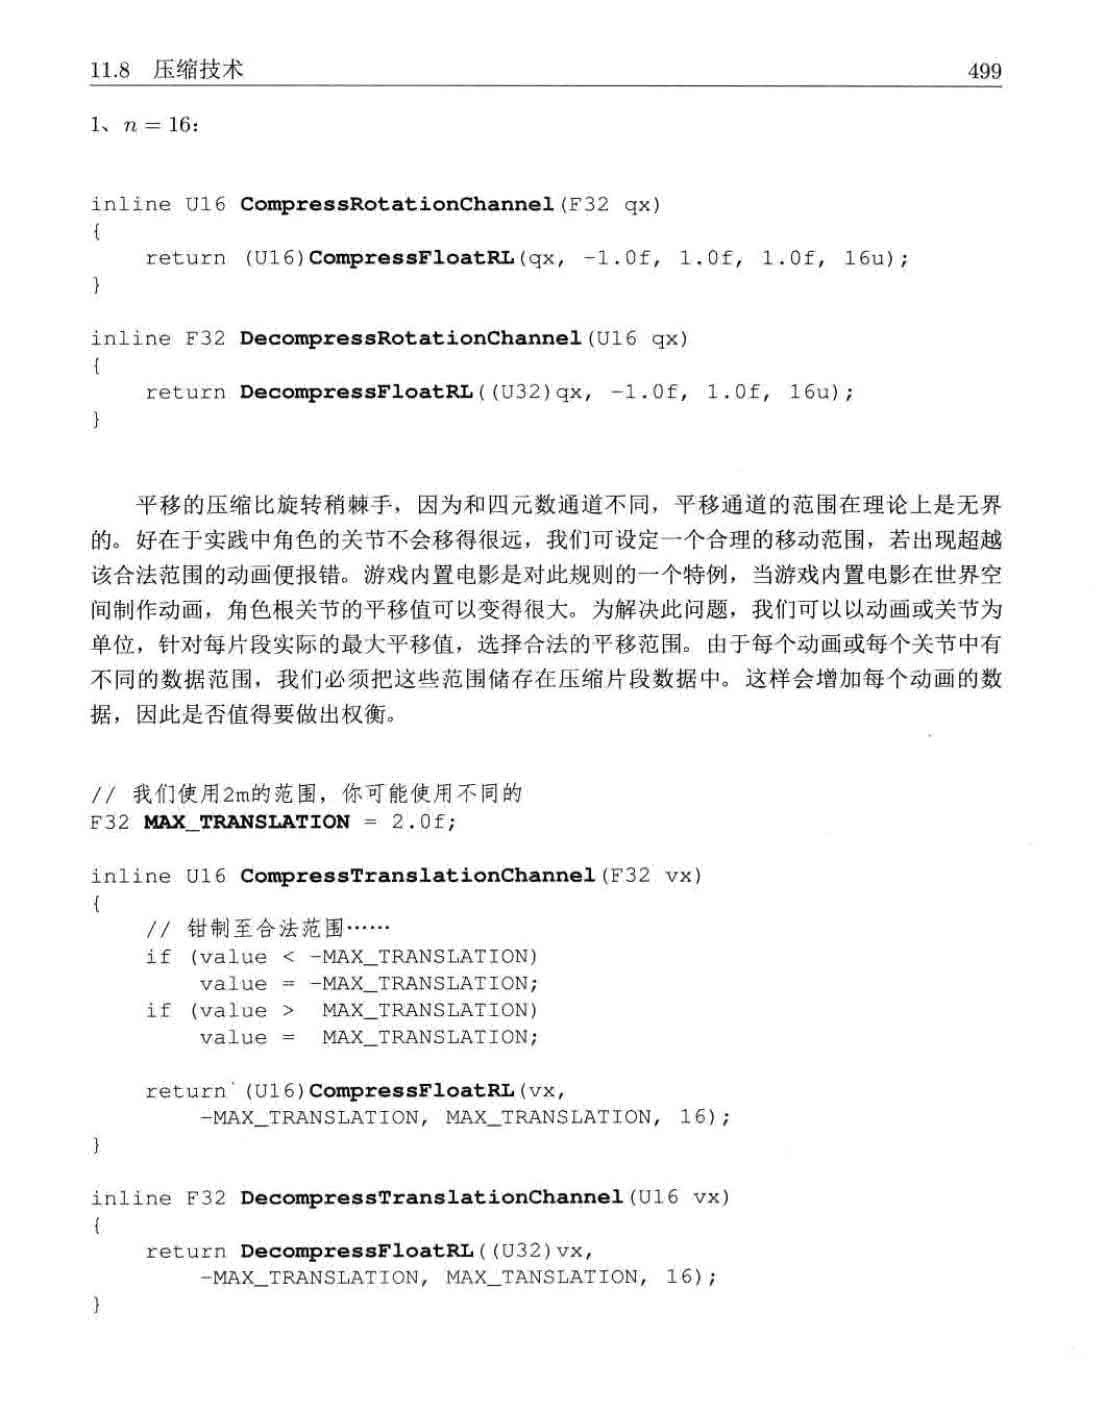 11.8 压缩技术 499
1、n = 16:
inline U16 CompressRotationChannel(F32 qx)
{
return (U16)CompressFloatRL(qx, -1.0f, 1.0f, 1.0f, 16u);
}
inline F32 DecompressRotationChannel(U16 qx)
{
return DecompressFloatRL((U32)qx, -1.0f, 1.0f, 16u);
}
平移的压缩比旋转稍棘手，因为和四元数通道不同，平移通道的范围在理论上是无界
的。好在于实践中角色的关节不会移得很远，我们可设定一个合理的移动范围，若出现超越
该合法范围的动画便报错。游戏内置电影是对此规则的一个特例，当游戏内置电影在世界空
间制作动画，角色根关节的平移值可以变得很大。为解决此问题，我们可以以动画或关节为
单位，针对每片段实际的最大平移值，选择合法的平移范围。由于每个动画或每个关节中有
不同的数据范围，我们必须把这些范围储存在压缩片段数据中。这样会增加每个动画的数
据，因此是否值得要做出权衡。
// 我们使用2m的范围，你可能使用不同的
F32 MAX_TRANSLATION = 2.0f;
inline U16 CompressTranslationChannel(F32 vx)
{
// 钳制至合法范围……
if (value < -MAX_TRANSLATION)
value = -MAX_TRANSLATION;
if (value > MAX_TRANSLATION)
value = MAX_TRANSLATION;
return (U16)CompressFloatRL(vx,
-MAX_TRANSLATION, MAX_TRANSLATION, 16);
}
inline F32 DecompressTranslationChannel(U16 vx)
{
return DecompressFloatRL((U32)vx,
-MAX_TRANSLATION, MAX_TANSLATION, 16);
}